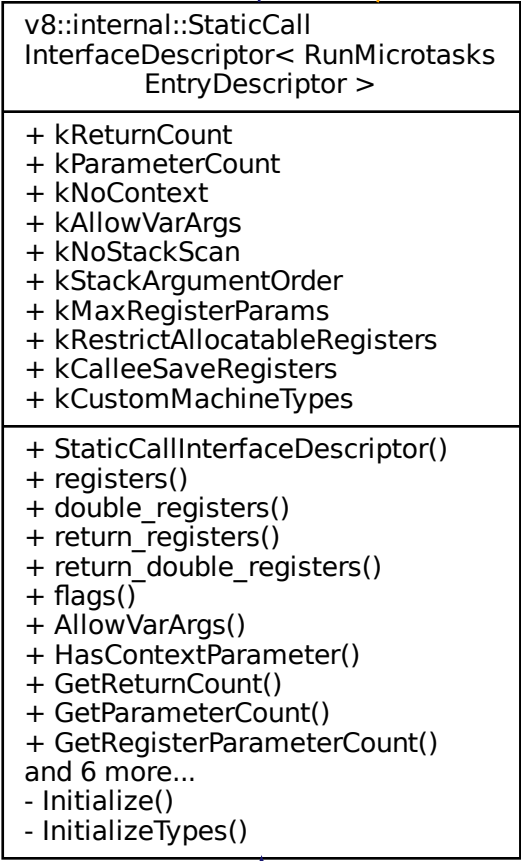 v8::internal::StaticCall
InterfaceDescriptor< RunMicrotasks
EntryDescriptor >
+ kReturnCount
+ kParameterCount
+ kNoContext
+ kAllowVarArgs
+ kNoStackScan
+ kStackArgumentOrder
+ kMaxRegisterParams
+ kRestrictAllocatableRegisters
+ kCalleeSaveRegisters
+ kCustomMachineTypes
+ StaticCallInterfaceDescriptor()
+ registers()
+ double_registers()
+ return_registers()
+ return_double_registers()
+ flags()
+ AllowVarArgs()
+ HasContextParameter()
+ GetReturnCount()
+ GetParameterCount()
+ GetRegisterParameterCount()
and 6 more...
- Initialize()
- InitializeTypes()